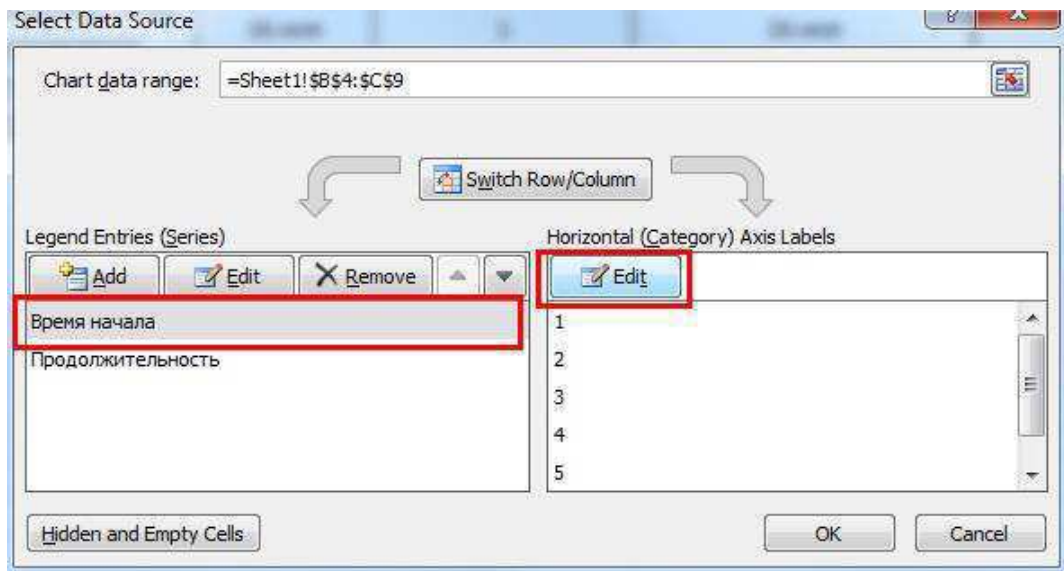 Select Data Source
Chart data range: =Sheet1!$B$4:$C$9
Switch Row/Column
Legend Entries (Series)
Add Edit Remove
Время начала
Продолжительность
Horizontal (Category) Axis Labels
Edit
1
2
3
4
5
Hidden and Empty Cells
OK Cancel